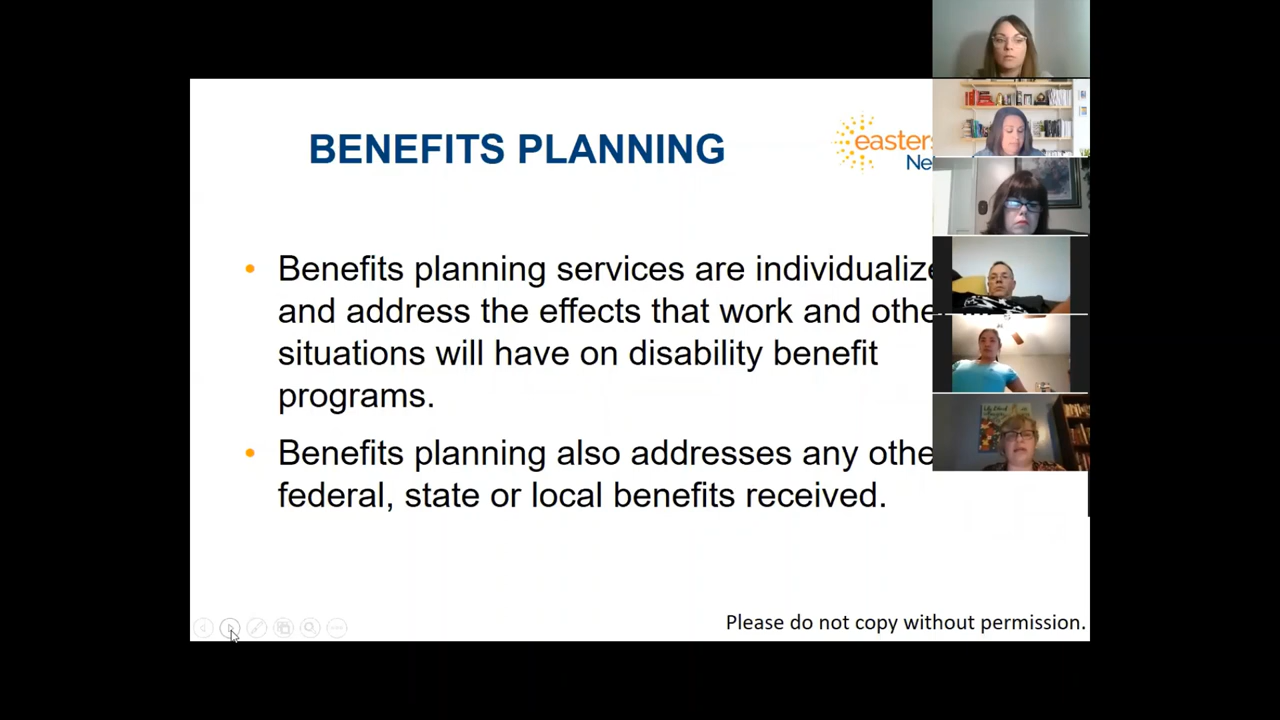 BENEFITS PLANNING
easters
Ne
• Benefits planning services are individualize
and address the effects that work and othe
situations will have on disability benefit
programs.
• Benefits planning also addresses any othe
federal, state or local benefits received.
Please do not copy without permission.